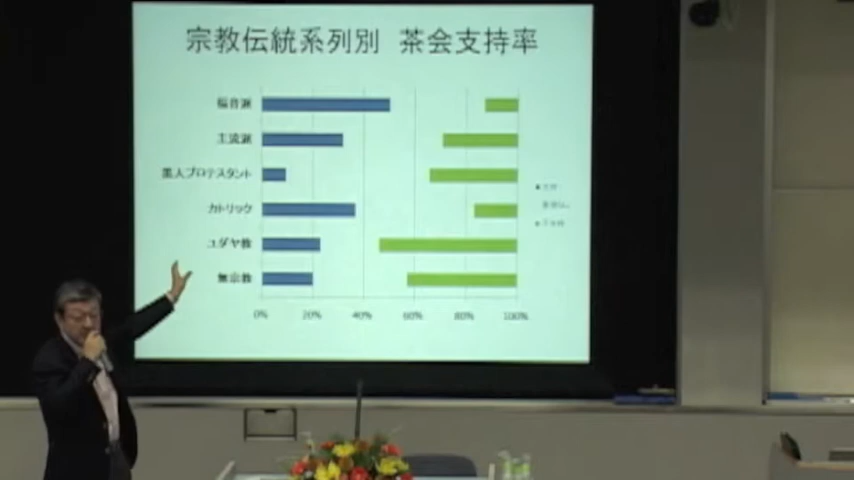 宗教伝統系列別 茶会支持率
福音派
主流派
黒人プロテスタント
カトリック
ユダヤ教
無宗教
0% 20% 40% 60% 80% 100%